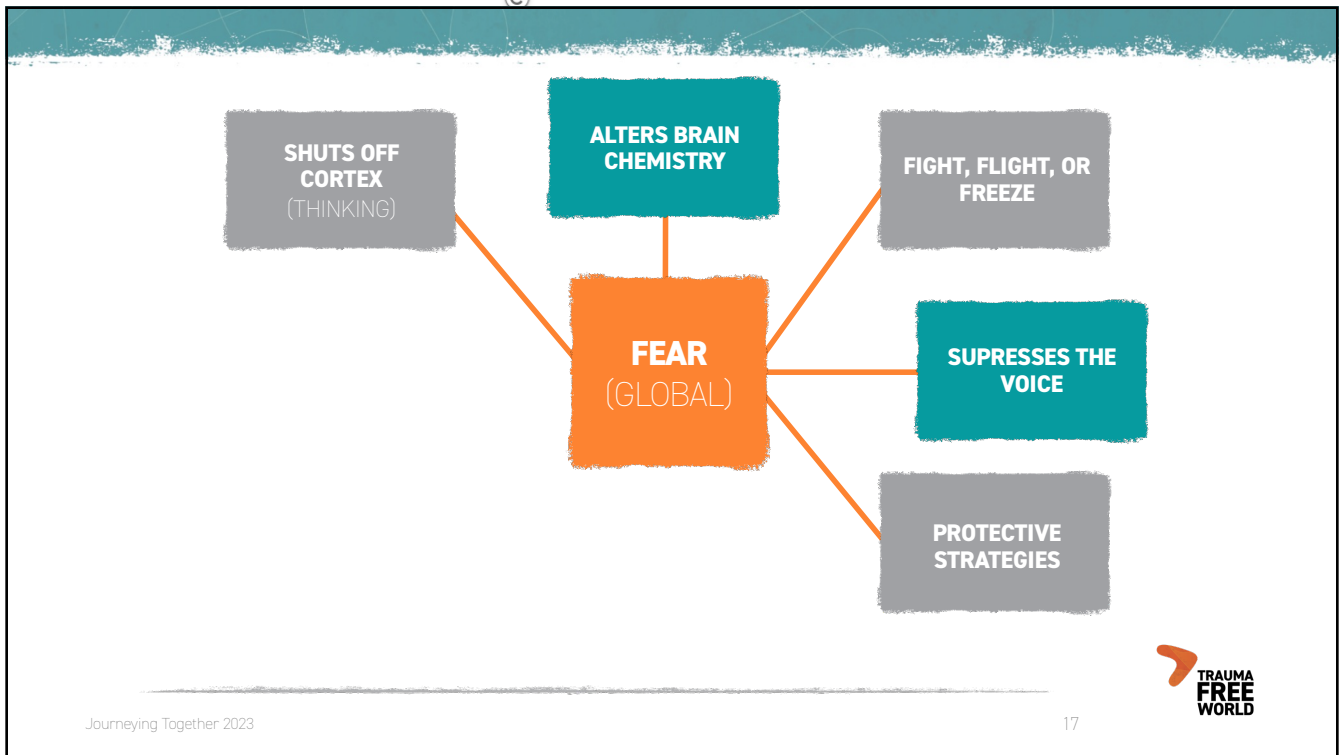 (C)
SHUTS OFF
CORTEX
(THINKING)
ALTERS BRAIN
CHEMISTRY
FIGHT, FLIGHT, OR
FREEZE
FEAR
(GLOBAL)
SUPRESSES THE
VOICE
PROTECTIVE
STRATEGIES
Journeying Together 2023
17
TRAUMA
FREE
WORLD